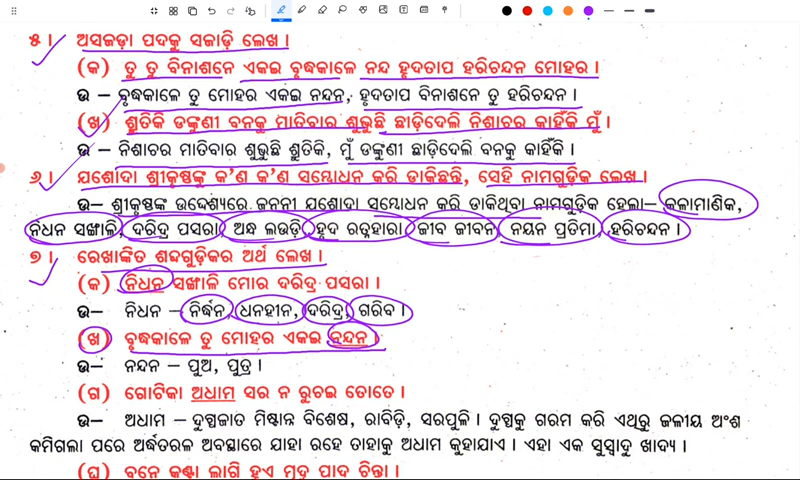 ୫। ଅସଜଡ଼ା ପଦକୁ ସଜାଡ଼ି ଲେଖ।
(କ) ତୁ ତୁ ବିନାଶନେ ଏକଇ ବୃଦ୍ଧକାଳେ ନନ୍ଦ ହୃଦତାପ ହରିଚନ୍ଦନ ମୋହର।
ଉ – ବୃଦ୍ଧକାଳେ ତୁ ମୋହର ଏକଇ ନନ୍ଦନ, ହୃଦତାପ ବିନାଶନେ ତୁ ହରିଚନ୍ଦନ।
(ଖ) ଶ୍ରୁତିକି ଡଙ୍କୁଣୀ ବନକୁ ମାତିବାର ଶୁଭୁଛି ଛାଡ଼ିଦେଲି ନିଶାଚର କାହିଁକି ମୁଁ।
ଉ – ନିଶାଚର ମାତିବାର ଶୁଭୁଛି ଶ୍ରୁତିକି, ମୁଁ ଡଙ୍କୁଣୀ ଛାଡ଼ିଦେଲି ବନକୁ କାହିଁକି।
୬। ଯଶୋଦା ଶ୍ରୀକୃଷ୍ଣଙ୍କୁ କ'ଣ କ'ଣ ସମ୍ବୋଧନ କରି ଡାକିଛନ୍ତି, ସେହି ନାମଗୁଡ଼ିକ ଲେଖ।
ଉ– ଶ୍ରୀକୃଷ୍ଣଙ୍କ ଉଦ୍ଦେଶ୍ୟରେ ଜନନୀ ଯଶୋଦା ସମ୍ବୋଧନ କରି ଡାକିଥିବା ନାମଗୁଡ଼ିକ ହେଲା– କଳାମାଣିକ,
ନିଧନ ସଙ୍ଖାଳି, ଦରିଦ୍ର ପସରା, ଅନ୍ଧ ଲଉଡ଼ି, ହୃଦ ରତ୍ନହାରା, ଜୀବ ଜୀବନ, ନୟନ ପ୍ରତିମା, ହରିଚନ୍ଦନ।
୭। ରେଖାଙ୍କିତ ଶବ୍ଦଗୁଡ଼ିକର ଅର୍ଥ ଲେଖ।
(କ) ନିଧନ ସଙ୍ଖାଳି ମୋର ଦରିଦ୍ର ପସରା।
ଉ– ନିଧନ – ନିର୍ଦ୍ଧନ, ଧନହୀନ, ଦରିଦ୍ର, ଗରିବ।
(ଖ) ବୃଦ୍ଧକାଳେ ତୁ ମୋହର ଏକଇ ନନ୍ଦନ।
ଉ– ନନ୍ଦନ – ପୁଅ, ପୁତ୍ର।
(ଗ) ଗୋଟିକା ଅଧାମ ସର ନ ରୁଚଇ ତୋତେ।
ଉ– ଅଧାମ – ଦୁଗ୍ଧଜାତ ମିଷ୍ଟାନ୍ନ ବିଶେଷ, ରାବିଡ଼ି, ସରପୁଳି। ଦୁଗ୍ଧକୁ ଗରମ କରି ଏଥିରୁ ଜଳୀୟ ଅଂଶ
କମିଗଲା ପରେ ଅର୍ଦ୍ଧତରଳ ଅବସ୍ଥାରେ ଯାହା ରହେ ତାହାକୁ ଅଧାମ କୁହାଯାଏ। ଏହା ଏକ ସୁସ୍ବାଦୁ ଖାଦ୍ୟ।
(ଘ) ବନେ କଣ୍ଟା ଲାଗି ହୁଏ ମୃଦୁ ପାଦ ଚିନ୍ତା।